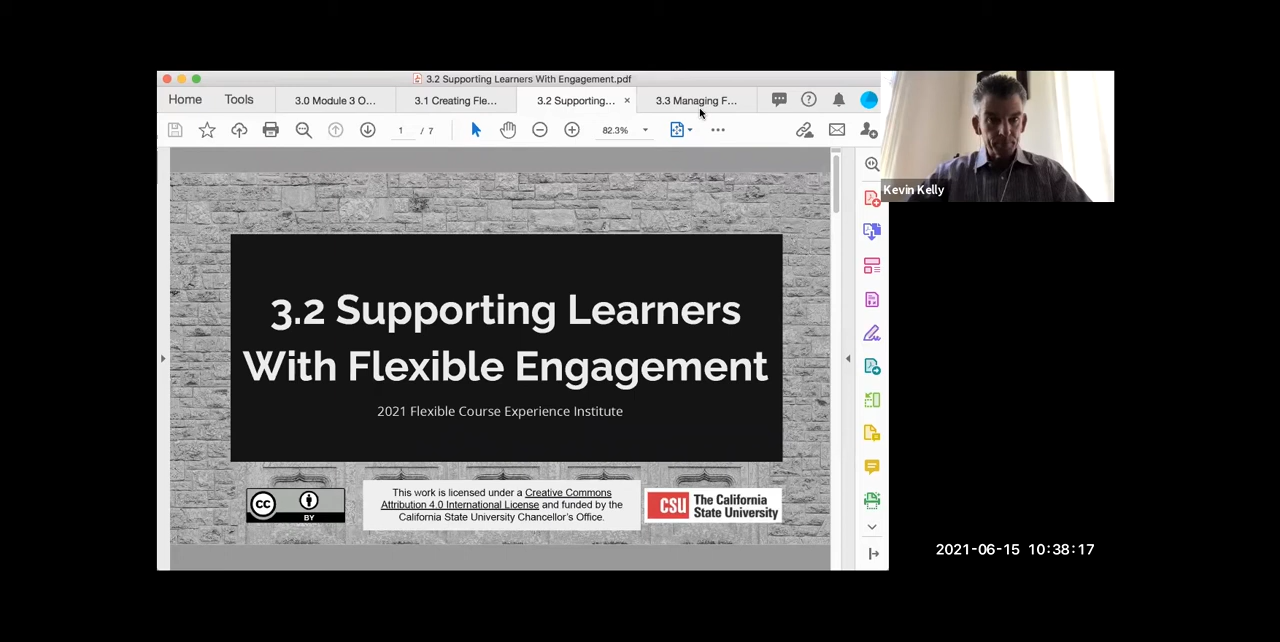 3.2 Supporting Learners With Engagement.pdf
Home Tools 3.0 Module 3 O... 3.1 Creating Fle... 3.2 Supporting... × 3.3 Managing F...
1 / 7 82.3%
Kevin Kelly
3.2 Supporting Learners
With Flexible Engagement
2021 Flexible Course Experience Institute
CC BY
This work is licensed under a Creative Commons
Attribution 4.0 International License and funded by the
California State University Chancellor's Office.
CSU The California
State University
2021-06-15 10:38:17